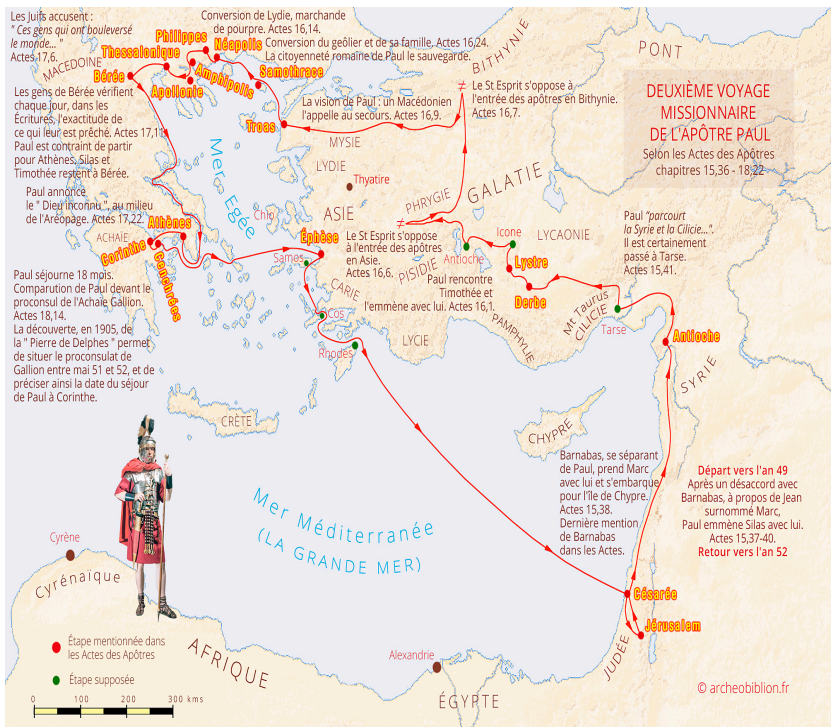 Les Juifs accusent :
" Ces gens qui ont bouleversé
le monde... "
Actes 17,6.
Conversion de Lydie, marchande
de pourpre. Actes 16,14.
Conversion du geôlier et de sa famille. Actes 16,24.
La citoyenneté romaine de Paul le sauvegarde.
MACEDOINE
Philippes
Néapolis
Thessalonique
Bérée
Apollonie
Amphipolis
Samothrace
BITHYNIE
PONT
Les gens de Bérée vérifient
chaque jour, dans les
Écritures, l'exactitude de
ce qui leur est prêché. Actes 17,11.
Paul est contraint de partir
pour Athènes, Silas et
Timothée restent à Bérée.
La vision de Paul : un Macédonien
l'appelle au secours. Actes 16,9.
Troas
≠
Le St Esprit s'oppose à
l'entrée des apôtres en Bithynie.
Actes 16,7.
DEUXIÈME VOYAGE
MISSIONNAIRE
DE L'APÔTRE PAUL
Selon les Actes des Apôtres
chapitres 15,36 - 18,22
Mer Egée
MYSIE
LYDIE
Thyatire
PHRYGIE
GALATIE
Paul annonce
le " Dieu inconnu ", au milieu
de l'Aréopage. Actes 17,22.
Chio
ASIE
≠
Athènes
ACHAÏE
Corinthe
Cenchrées
Éphèse
Samos
Le St Esprit s'oppose
à l'entrée des apôtres
en Asie.
Actes 16,6.
PISIDIE
Antioche
Icone
LYCAONIE
Lystre
Derbe
Paul “parcourt
la Syrie et la Cilicie...”.
Il est certainement
passé à Tarse.
Actes 15,41.
Paul rencontre
Timothée et
l'emmène avec lui. Actes 16,1.
Paul séjourne 18 mois.
Comparution de Paul devant le
proconsul de l'Achaïe Gallion.
Actes 18,14.
La découverte, en 1905, de
la " Pierre de Delphes " permet
de situer le proconsulat de
Gallion entre mai 51 et 52, et de
préciser ainsi la date du séjour
de Paul à Corinthe.
CARIE
Cos
Rhodes
LYCIE
PAMPHYLIE
Mt Taurus
CILICIE
Tarse
Antioche
SYRIE
CRÈTE
CHYPRE
Barnabas, se séparant
de Paul, prend Marc
avec lui et s'embarque
pour l'île de Chypre.
Actes 15,38.
Dernière mention
de Barnabas
dans les Actes.
Départ vers l'an 49
Après un désaccord avec
Barnabas, à propos de Jean
surnommé Marc,
Paul emmène Silas avec lui.
Actes 15,37-40.
Retour vers l'an 52
Mer Méditerranée
(LA GRANDE MER)
Cyrène
Cyrénaïque
Césarée
Jérusalem
JUDÉE
Étape mentionnée dans
les Actes des Apôtres
Étape supposée
AFRIQUE
Alexandrie
ÉGYPTE
© archeobiblion.fr
0 100 200 300 kms